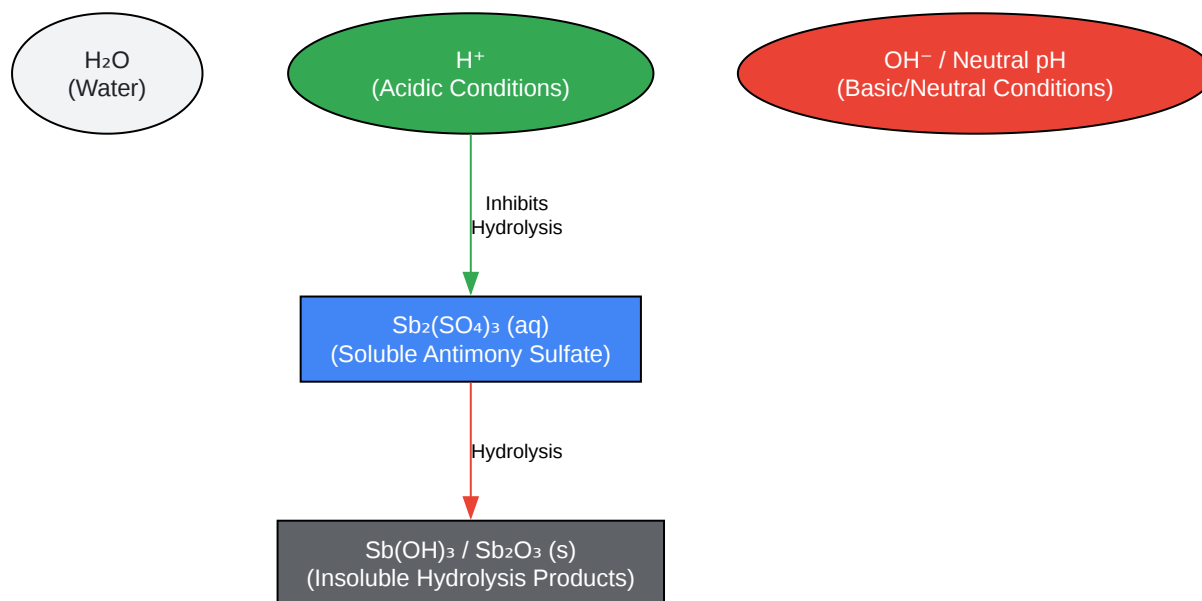 H₂O
(Water)
H⁺
(Acidic Conditions)
OH⁻ / Neutral pH
(Basic/Neutral Conditions)
Inhibits
Hydrolysis
Sb₂(SO₄)₃ (aq)
(Soluble Antimony Sulfate)
Hydrolysis
Sb(OH)₃ / Sb₂O₃ (s)
(Insoluble Hydrolysis Products)